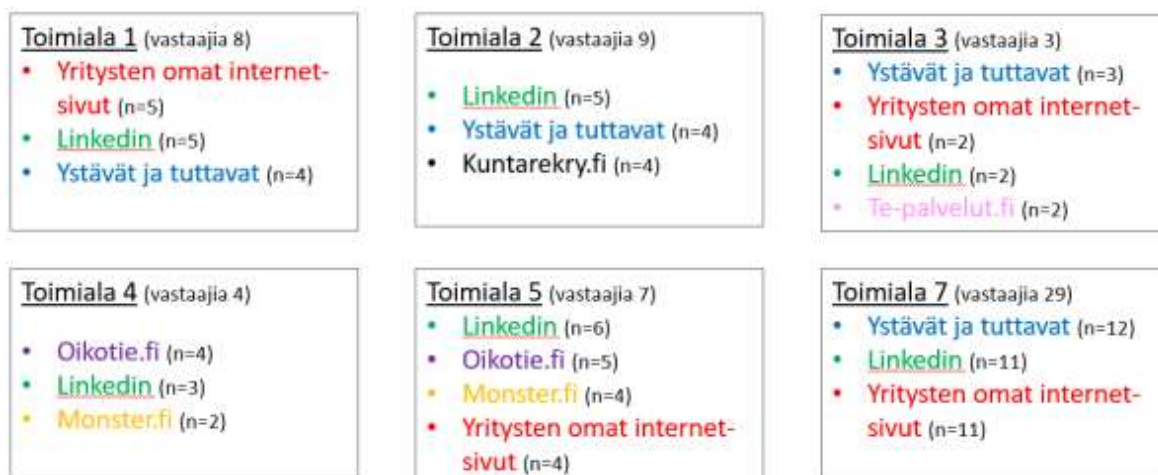 Toimiala 1 (vastaajia 8)
• Yritysten omat internet-
sivut (n=5)
• Linkedin (n=5)
• Ystävät ja tuttavat (n=4)
Toimiala 2 (vastaajia 9)
• Linkedin (n=5)
• Ystävät ja tuttavat (n=4)
• Kuntarekry.fi (n=4)
Toimiala 3 (vastaajia 3)
• Ystävät ja tuttavat (n=3)
• Yritysten omat internet-
sivut (n=2)
• Linkedin (n=2)
• Te-palvelut.fi (n=2)
Toimiala 4 (vastaajia 4)
• Oikotie.fi (n=4)
• Linkedin (n=3)
• Monster.fi (n=2)
Toimiala 5 (vastaajia 7)
• Linkedin (n=6)
• Oikotie.fi (n=5)
• Monster.fi (n=4)
• Yritysten omat internet-
sivut (n=4)
Toimiala 7 (vastaajia 29)
• Ystävät ja tuttavat (n=12)
• Linkedin (n=11)
• Yritysten omat internet-
sivut (n=11)